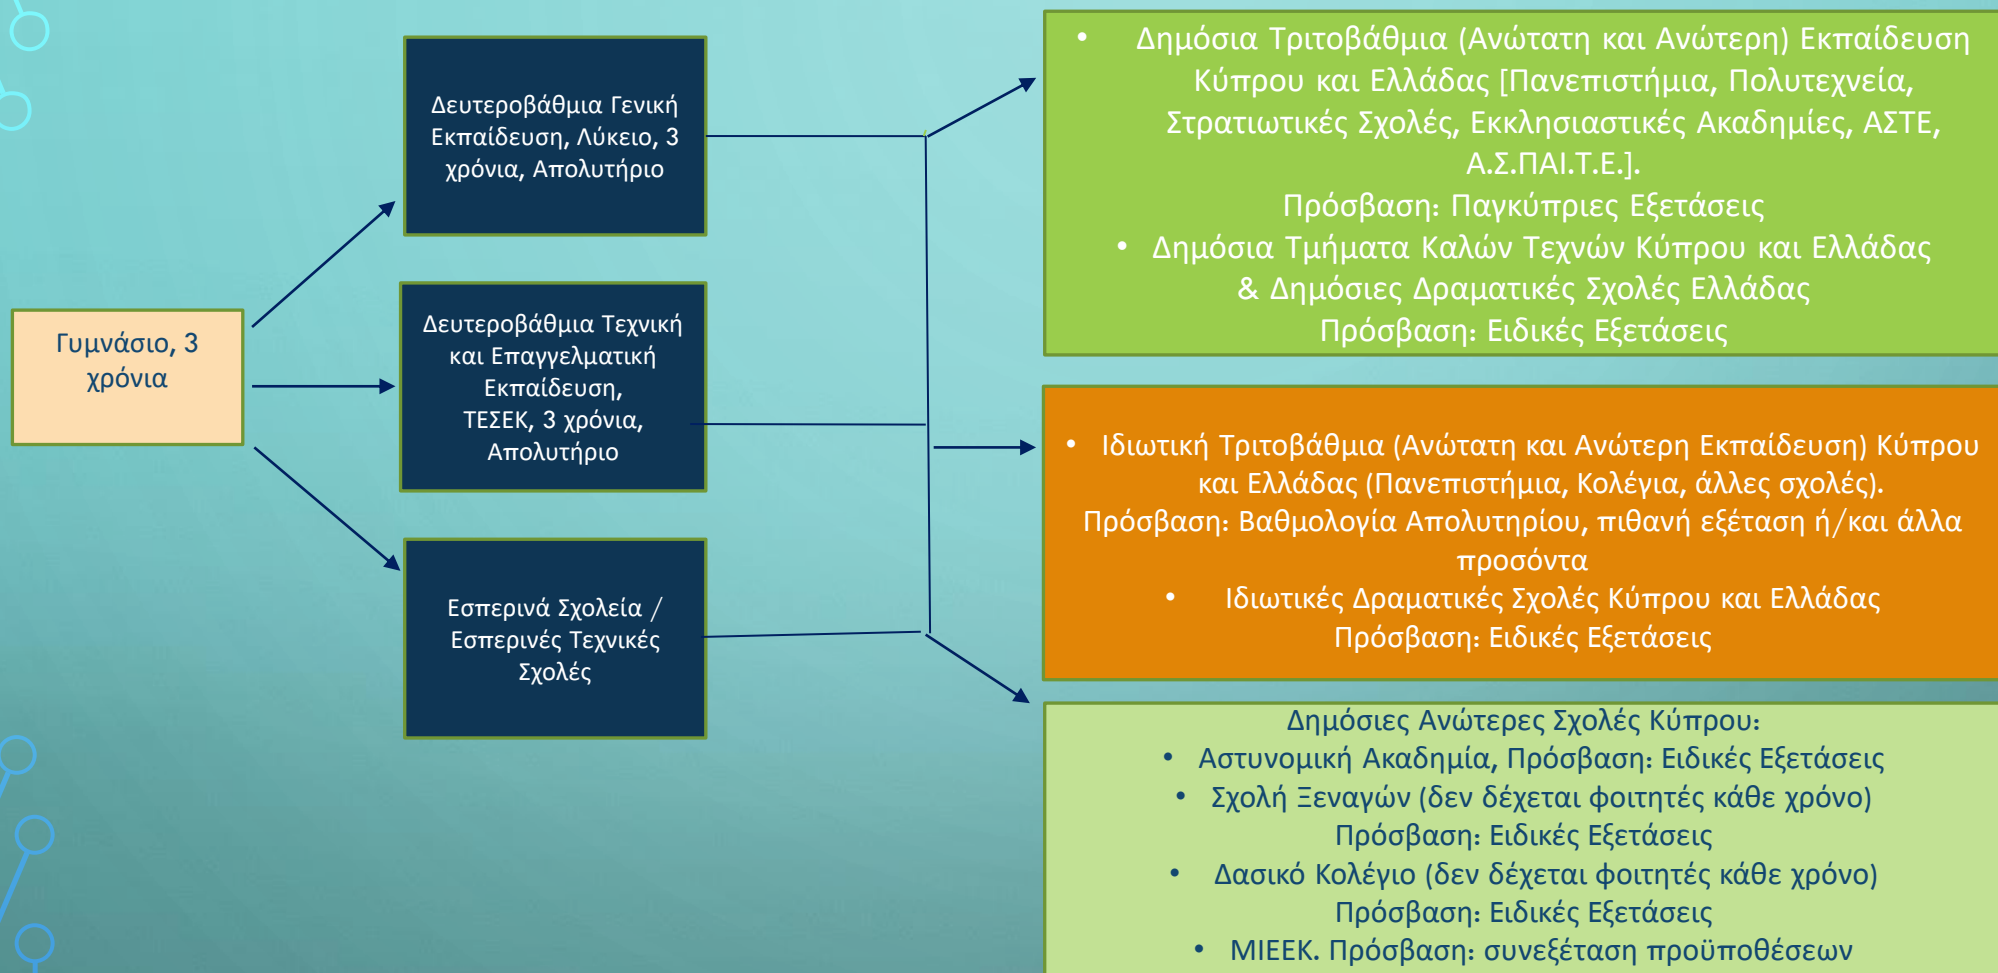 Γυμνάσιο, 3
χρόνια
Δευτεροβάθμια Γενική
Εκπαίδευση, Λύκειο, 3
χρόνια, Απολυτήριο
Δευτεροβάθμια Τεχνική
και Επαγγελματική
Εκπαίδευση,
ΤΕΣΕΚ, 3 χρόνια,
Απολυτήριο
Εσπερινά Σχολεία /
Εσπερινές Τεχνικές
Σχολές
• Δημόσια Τριτοβάθμια (Ανώτατη και Ανώτερη) Εκπαίδευση
Κύπρου και Ελλάδας [Πανεπιστήμια, Πολυτεχνεία,
Στρατιωτικές Σχολές, Εκκλησιαστικές Ακαδημίες, ΑΣΤΕ,
Α.Σ.ΠΑΙ.Τ.Ε.].
Πρόσβαση: Παγκύπριες Εξετάσεις
• Δημόσια Τμήματα Καλών Τεχνών Κύπρου και Ελλάδας
& Δημόσιες Δραματικές Σχολές Ελλάδας
Πρόσβαση: Ειδικές Εξετάσεις
• Ιδιωτική Τριτοβάθμια (Ανώτατη και Ανώτερη Εκπαίδευση) Κύπρου
και Ελλάδας (Πανεπιστήμια, Κολέγια, άλλες σχολές).
Πρόσβαση: Βαθμολογία Απολυτηρίου, πιθανή εξέταση ή/και άλλα
προσόντα
• Ιδιωτικές Δραματικές Σχολές Κύπρου και Ελλάδας
Πρόσβαση: Ειδικές Εξετάσεις
Δημόσιες Ανώτερες Σχολές Κύπρου:
• Αστυνομική Ακαδημία, Πρόσβαση: Ειδικές Εξετάσεις
• Σχολή Ξεναγών (δεν δέχεται φοιτητές κάθε χρόνο)
Πρόσβαση: Ειδικές Εξετάσεις
• Δασικό Κολέγιο (δεν δέχεται φοιτητές κάθε χρόνο)
Πρόσβαση: Ειδικές Εξετάσεις
• ΜΙΕΕΚ. Πρόσβαση: συνεξέταση προϋποθέσεων